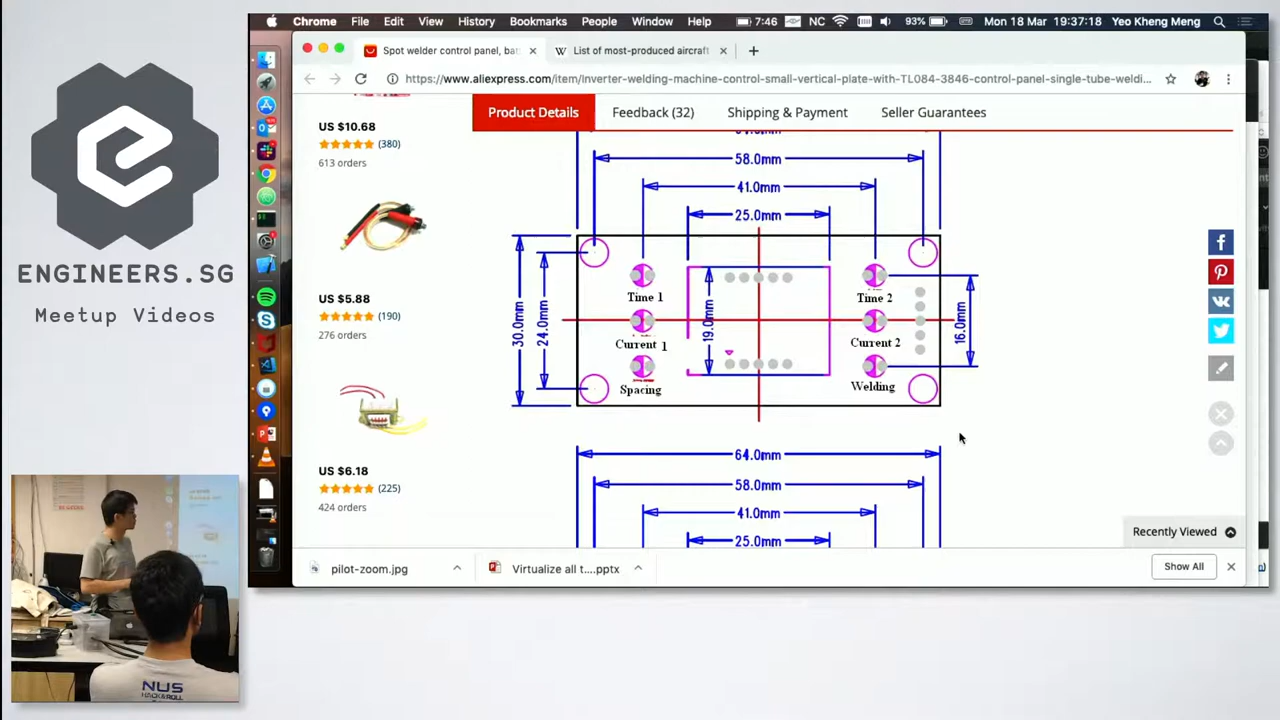 Chrome File Edit View History Bookmarks People Window Help 7:46 NC 93% Mon 18 Mar 19:37:18 Yeo Kheng Meng
Spot welder control panel, bat
List of most-produced aircraft
https://www.aliexpress.com/item/Inverter-welding-machine-control-small-vertical-plate-with-TL084-3846-control-panel-single-tube-weldi...
Product Details Feedback (32) Shipping & Payment Seller Guarantees
US $10.68
(380)
613 orders
US $5.88
(190)
276 orders
US $6.18
(225)
424 orders
58.0mm
41.0mm
25.0mm
30.0mm
24.0mm
19.0mm
16.0mm
Time 1
Current 1
Spacing
Time 2
Current 2
Welding
64.0mm
58.0mm
41.0mm
25.0mm
Recently Viewed
pilot-zoom.jpg
Virtualize all t....pptx
Show All
ENGINEERS.SG
Meetup Videos
NUS
HACK&ROLL